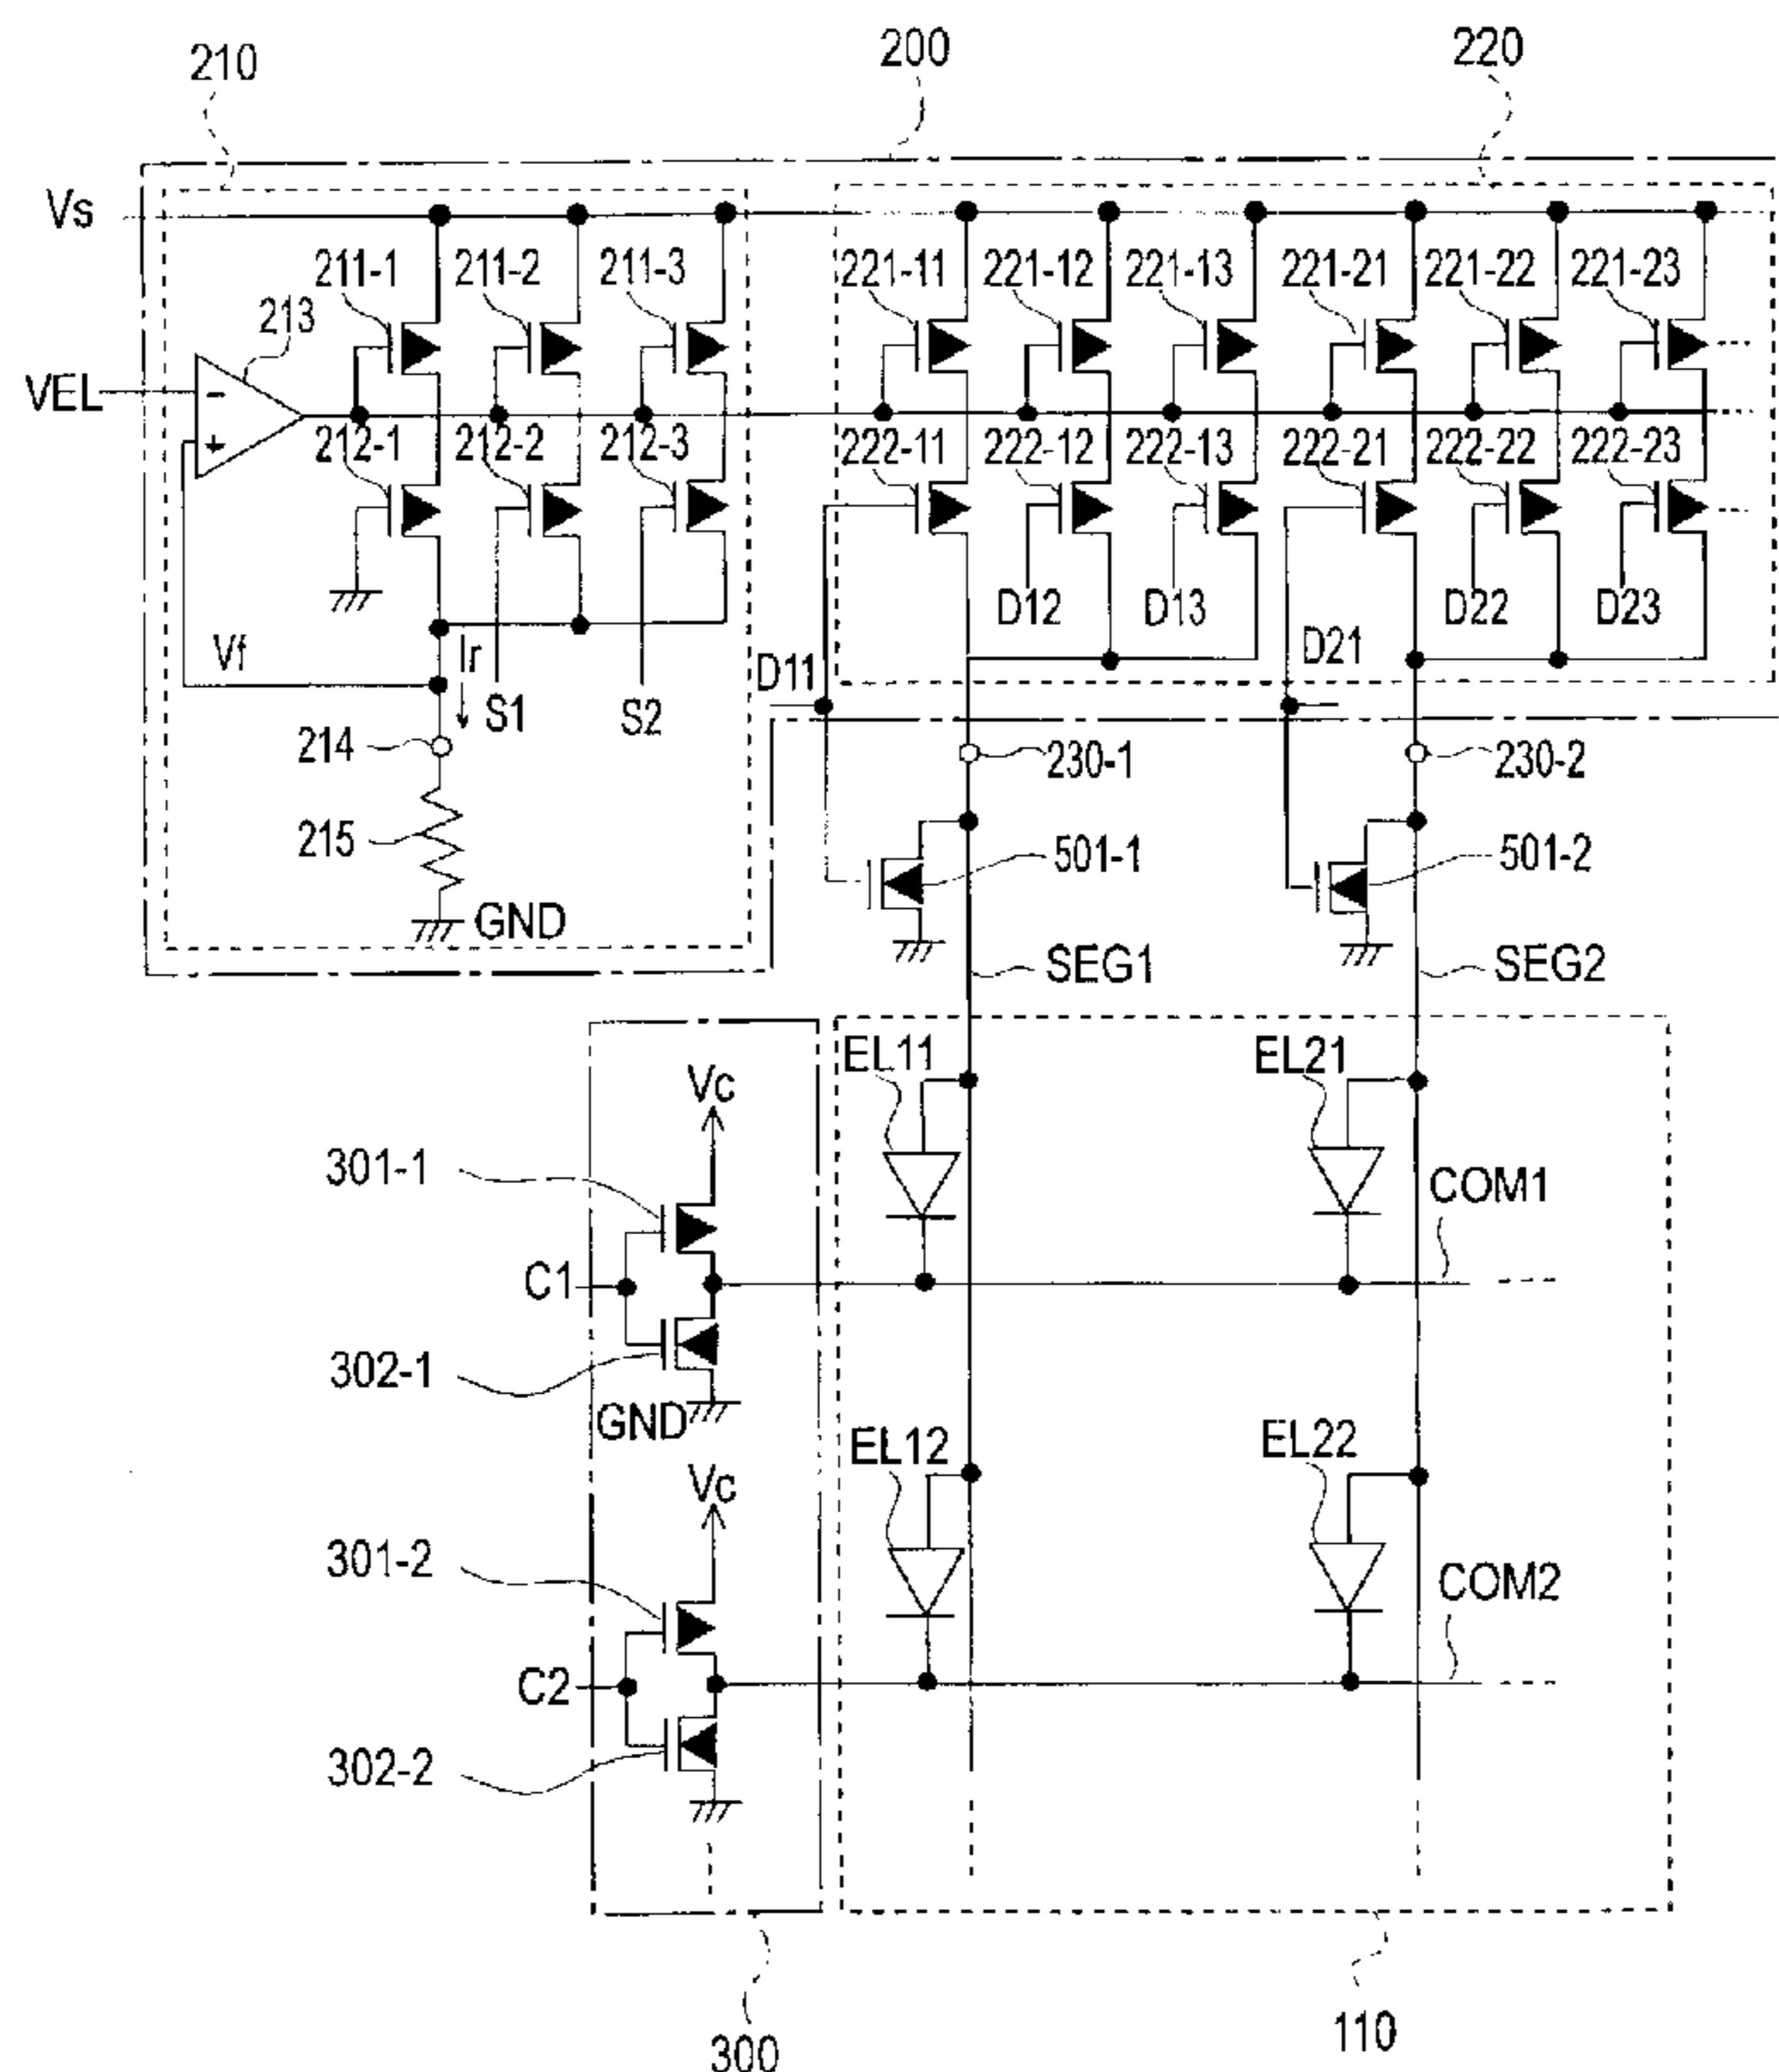 210 200 220
Vs
211-1 211-2 211-3 221-11 221-12 221-13 221-21 221-22 221-23
213
VEL
-
+
212-1 212-2 212-3 222-11 222-12 222-13 222-21 222-22 222-23
D12 D13 D22 D23
Vf Ir D11 D21
S1 S2
214 230-1 230-2
215 501-1 501-2
GND
SEG1 SEG2
EL11 EL21
Vc
301-1 COM1
C1
302-1
GND
EL12 EL22
Vc
301-2 COM2
C2
302-2
300 110